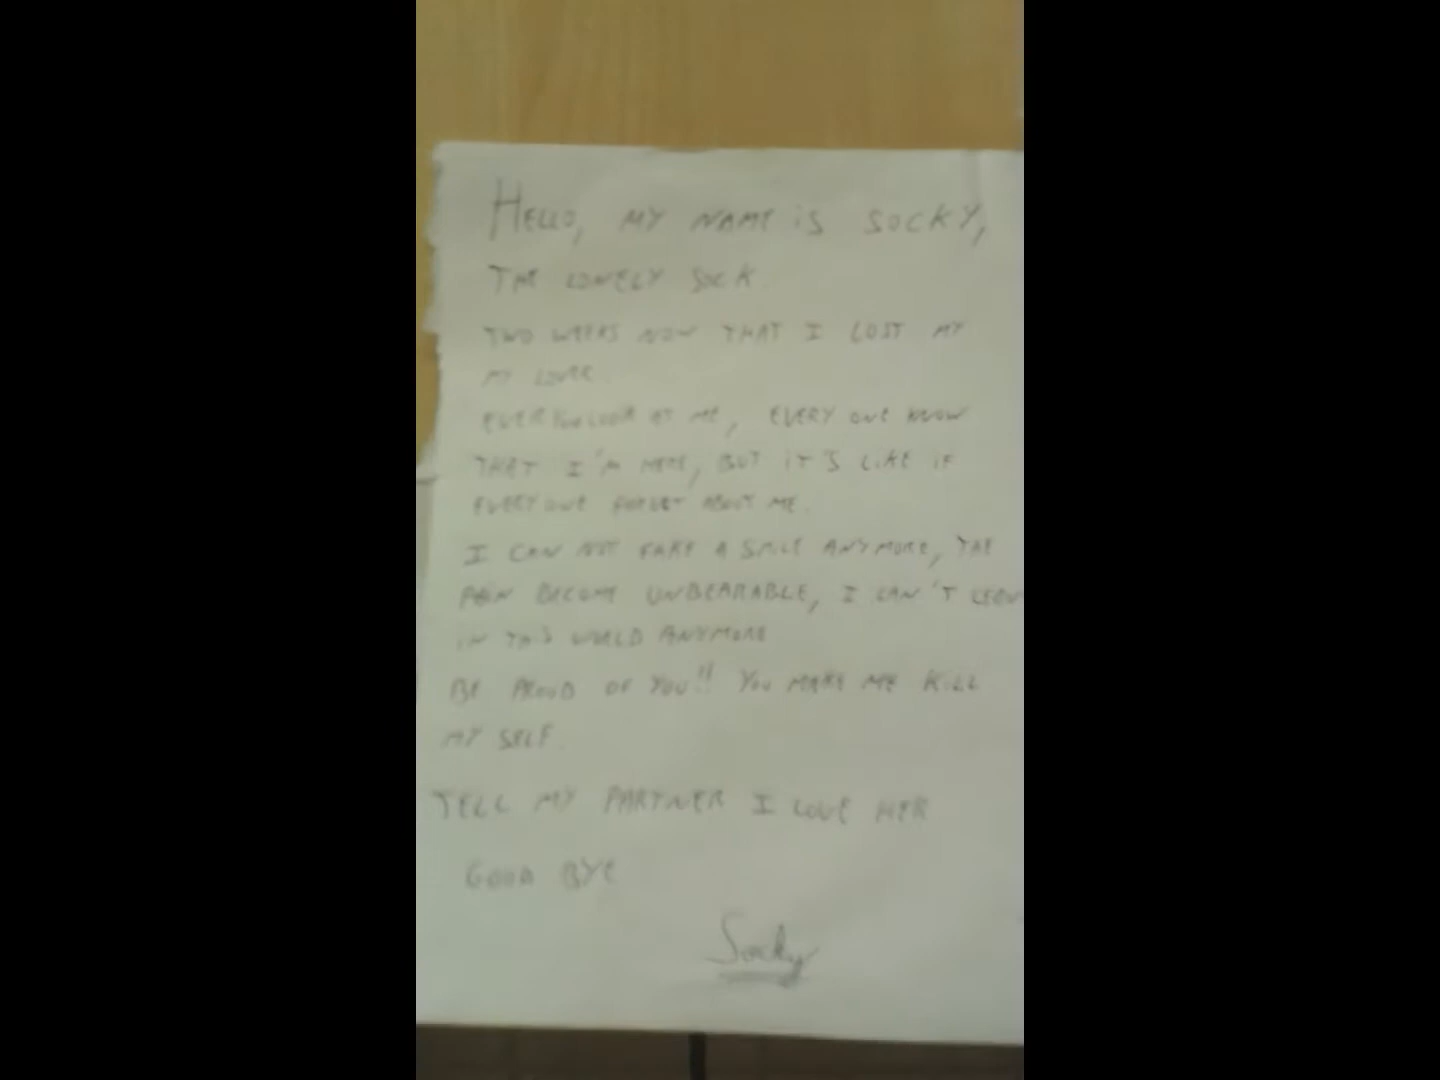 HELLO, MY NAME IS SOCKY,
THE LONELY SOCK
TWO WEEKS NOW THAT I LOST MY
MY LOVER
EVERYONE LOOK AT ME, EVERY ONE KNOW
THAT I'M HERE, BUT IT'S LIKE IF
EVERYONE FORGET ABOUT ME.
I CAN NOT FAKE A SMILE ANYMORE, THE
PAIN BECOME UNBEARABLE, I CAN'T
IN THIS WORLD ANYMORE
BE PROUD OF YOU!! YOU MAKE ME KILL
MY SELF.
TELL MY PARTNER I LOVE HER
GOOD BYE
Socky